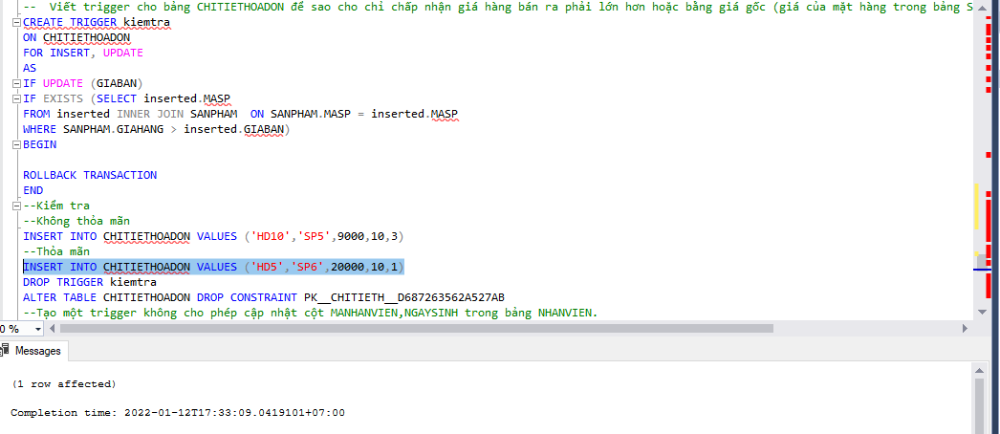 -- Viết trigger cho bảng CHITIETHOADON để sao cho chỉ chấp nhận giá hàng bán ra phải lớn hơn hoặc bằng giá gốc (giá của mặt hàng trong bảng S
CREATE TRIGGER kiemtra
ON CHITIETHOADON
FOR INSERT, UPDATE
AS
IF UPDATE (GIABAN)
IF EXISTS (SELECT inserted.MASP
FROM inserted INNER JOIN SANPHAM  ON SANPHAM.MASP = inserted.MASP
WHERE SANPHAM.GIAHANG > inserted.GIABAN)
BEGIN
ROLLBACK TRANSACTION
END
--Kiểm tra
--Không thỏa mãn
INSERT INTO CHITIETHOADON VALUES ('HD10','SP5',9000,10,3)
--Thỏa mãn
INSERT INTO CHITIETHOADON VALUES ('HD5','SP6',20000,10,1)
DROP TRIGGER kiemtra
ALTER TABLE CHITIETHOADON DROP CONSTRAINT PK__CHITIETH__D687263562A527AB
--Tạo một trigger không cho phép cập nhật cột MANHANVIEN,NGAYSINH trong bảng NHANVIEN.
0 %
Messages
(1 row affected)
Completion time: 2022-01-12T17:33:09.0419101+07:00